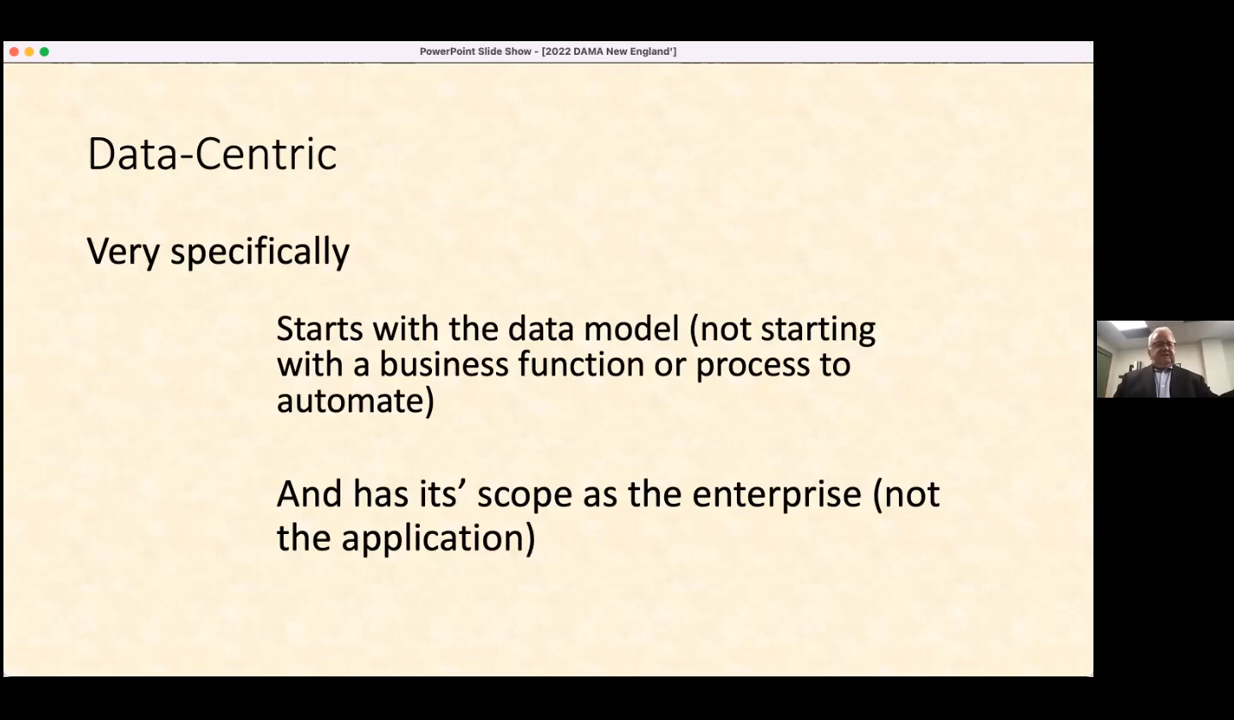 PowerPoint Slide Show - [2022 DAMA New England']
Data-Centric
Very specifically
Starts with the data model (not starting
with a business function or process to
automate)
And has its’ scope as the enterprise (not
the application)